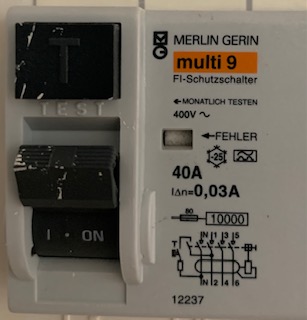 T
TEST
I • ON
MERLIN GERIN
multi 9
FI-Schutzschalter
◄MONATLICH TESTEN
400V ~
◄FEHLER
-25
40A
I∆n=0,03A
80
10000
N 1 3 5
T
N 2 4 6
12237